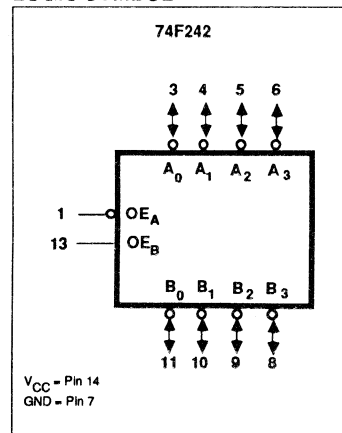 74F242
3 4 5 6
A0 A1 A2 A3
1 OEA
13 OEB
B0 B1 B2 B3
11 10 9 8
VCC = Pin 14
GND = Pin 7